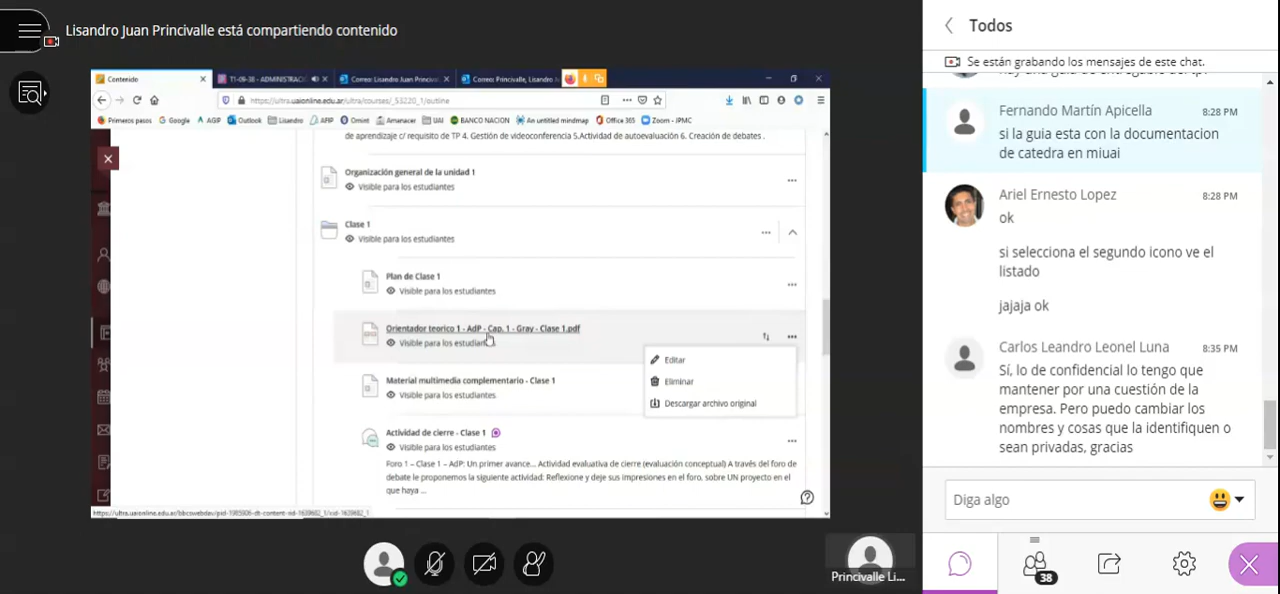 Lisandro Juan Princivalle está compartiendo contenido
Contenido
T1-09-38 - ADMINISTRACI
Correo: Lisandro Juan Princival
Correo: Princivalle, Lisandro J
https://ultra.uaionline.edu.ar/ultra/courses/_53220_1/outline
Primeros pasos
Google
AGIP
Outlook
Lisandro
AFIP
Omint
Amanecer
UAI
BANCO NACION
An untitled mindmap
Office 365
Zoom - JPMC
de aprendizaje c/ requisito de TP 4. Gestión de videoconferencia 5.Actividad de autoevaluación 6. Creación de debates .
Organización general de la unidad 1
Visible para los estudiantes
Clase 1
Visible para los estudiantes
Plan de Clase 1
Visible para los estudiantes
Orientador teorico 1 - AdP - Cap. 1 - Gray - Clase 1.pdf
Visible para los estudiantes
Editar
Eliminar
Descargar archivo original
Material multimedia complementario - Clase 1
Visible para los estudiantes
Actividad de cierre - Clase 1
Visible para los estudiantes
Foro 1 – Clase 1 – AdP: Un primer avance... Actividad evaluativa de cierre (evaluación conceptual) A través del foro de
debate le proponemos la siguiente actividad: Reflexione y deje sus impresiones en el foro, sobre UN proyecto en el
que haya ...
Princivalle Li...
Todos
Se están grabando los mensajes de este chat.
Fernando Martín Apicella
8:28 PM
si la guia esta con la documentacion
de catedra en miuai
Ariel Ernesto Lopez
8:28 PM
ok
si selecciona el segundo icono ve el
listado
jajaja ok
Carlos Leandro Leonel Luna
8:35 PM
Sí, lo de confidencial lo tengo que
mantener por una cuestión de la
empresa. Pero puedo cambiar los
nombres y cosas que la identifiquen o
sean privadas, gracias
Diga algo
38